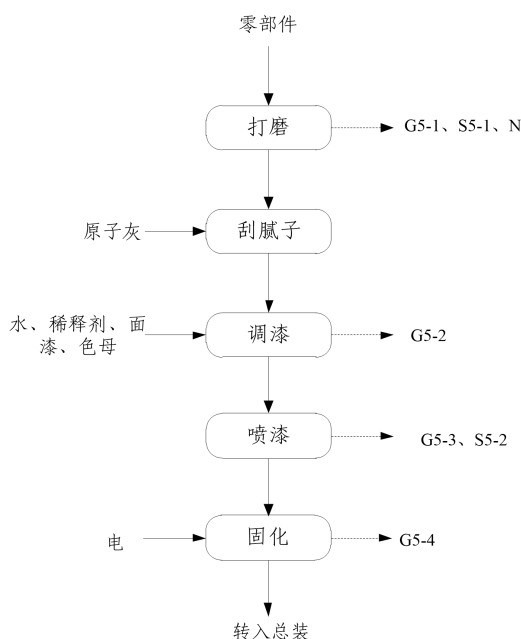 零部件
打磨
G5-1、S5-1、N
原子灰
刮腻子
水、稀释剂、面
漆、色母
调漆
G5-2
喷漆
G5-3、S5-2
电
固化
G5-4
转入总装